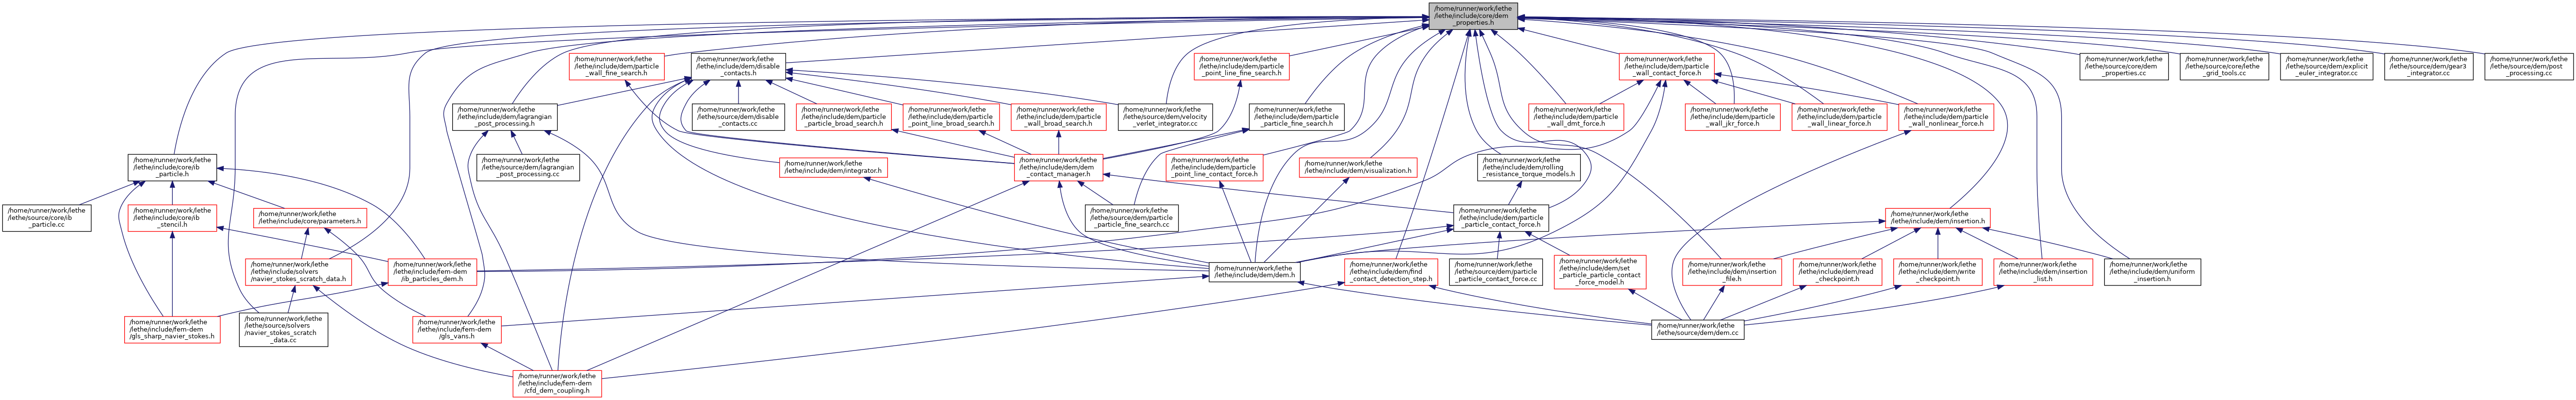 /home/runner/work/lethe
/lethe/include/core/dem
_properties.h
/home/runner/work/lethe
/lethe/include/dem/particle
_wall_fine_search.h
/home/runner/work/lethe
/lethe/include/dem/disable
_contacts.h
/home/runner/work/lethe
/lethe/include/dem/particle
_point_line_fine_search.h
/home/runner/work/lethe
/lethe/include/dem/particle
_wall_contact_force.h
/home/runner/work/lethe
/lethe/source/core/dem
_properties.cc
/home/runner/work/lethe
/lethe/source/core/lethe
_grid_tools.cc
/home/runner/work/lethe
/lethe/source/dem/explicit
_euler_integrator.cc
/home/runner/work/lethe
/lethe/source/dem/gear3
_integrator.cc
/home/runner/work/lethe
/lethe/source/dem/post
_processing.cc
/home/runner/work/lethe
/lethe/include/dem/lagrangian
_post_processing.h
/home/runner/work/lethe
/lethe/source/dem/disable
_contacts.cc
/home/runner/work/lethe
/lethe/include/dem/particle
_particle_broad_search.h
/home/runner/work/lethe
/lethe/include/dem/particle
_point_line_broad_search.h
/home/runner/work/lethe
/lethe/include/dem/particle
_wall_broad_search.h
/home/runner/work/lethe
/lethe/source/dem/velocity
_verlet_integrator.cc
/home/runner/work/lethe
/lethe/include/dem/particle
_particle_fine_search.h
/home/runner/work/lethe
/lethe/include/dem/particle
_wall_dmt_force.h
/home/runner/work/lethe
/lethe/include/dem/particle
_wall_jkr_force.h
/home/runner/work/lethe
/lethe/include/dem/particle
_wall_linear_force.h
/home/runner/work/lethe
/lethe/include/dem/particle
_wall_nonlinear_force.h
/home/runner/work/lethe
/lethe/include/core/ib
_particle.h
/home/runner/work/lethe
/lethe/source/dem/lagrangian
_post_processing.cc
/home/runner/work/lethe
/lethe/include/dem/integrator.h
/home/runner/work/lethe
/lethe/include/dem/dem
_contact_manager.h
/home/runner/work/lethe
/lethe/include/dem/particle
_point_line_contact_force.h
/home/runner/work/lethe
/lethe/include/dem/visualization.h
/home/runner/work/lethe
/lethe/include/dem/rolling
_resistance_torque_models.h
/home/runner/work/lethe
/lethe/source/core/ib
_particle.cc
/home/runner/work/lethe
/lethe/include/core/ib
_stencil.h
/home/runner/work/lethe
/lethe/include/core/parameters.h
/home/runner/work/lethe
/lethe/source/dem/particle
_particle_fine_search.cc
/home/runner/work/lethe
/lethe/include/dem/particle
_particle_contact_force.h
/home/runner/work/lethe
/lethe/include/dem/insertion.h
/home/runner/work/lethe
/lethe/include/solvers
/navier_stokes_scratch_data.h
/home/runner/work/lethe
/lethe/include/fem-dem
/ib_particles_dem.h
/home/runner/work/lethe
/lethe/include/dem/dem.h
/home/runner/work/lethe
/lethe/include/dem/find
_contact_detection_step.h
/home/runner/work/lethe
/lethe/source/dem/particle
_particle_contact_force.cc
/home/runner/work/lethe
/lethe/include/dem/set
_particle_particle_contact
_force_model.h
/home/runner/work/lethe
/lethe/include/dem/insertion
_file.h
/home/runner/work/lethe
/lethe/include/dem/read
_checkpoint.h
/home/runner/work/lethe
/lethe/include/dem/write
_checkpoint.h
/home/runner/work/lethe
/lethe/include/dem/insertion
_list.h
/home/runner/work/lethe
/lethe/include/dem/uniform
_insertion.h
/home/runner/work/lethe
/lethe/include/fem-dem
/gls_sharp_navier_stokes.h
/home/runner/work/lethe
/lethe/source/solvers
/navier_stokes_scratch
_data.cc
/home/runner/work/lethe
/lethe/include/fem-dem
/gls_vans.h
/home/runner/work/lethe
/lethe/source/dem/dem.cc
/home/runner/work/lethe
/lethe/include/fem-dem
/cfd_dem_coupling.h